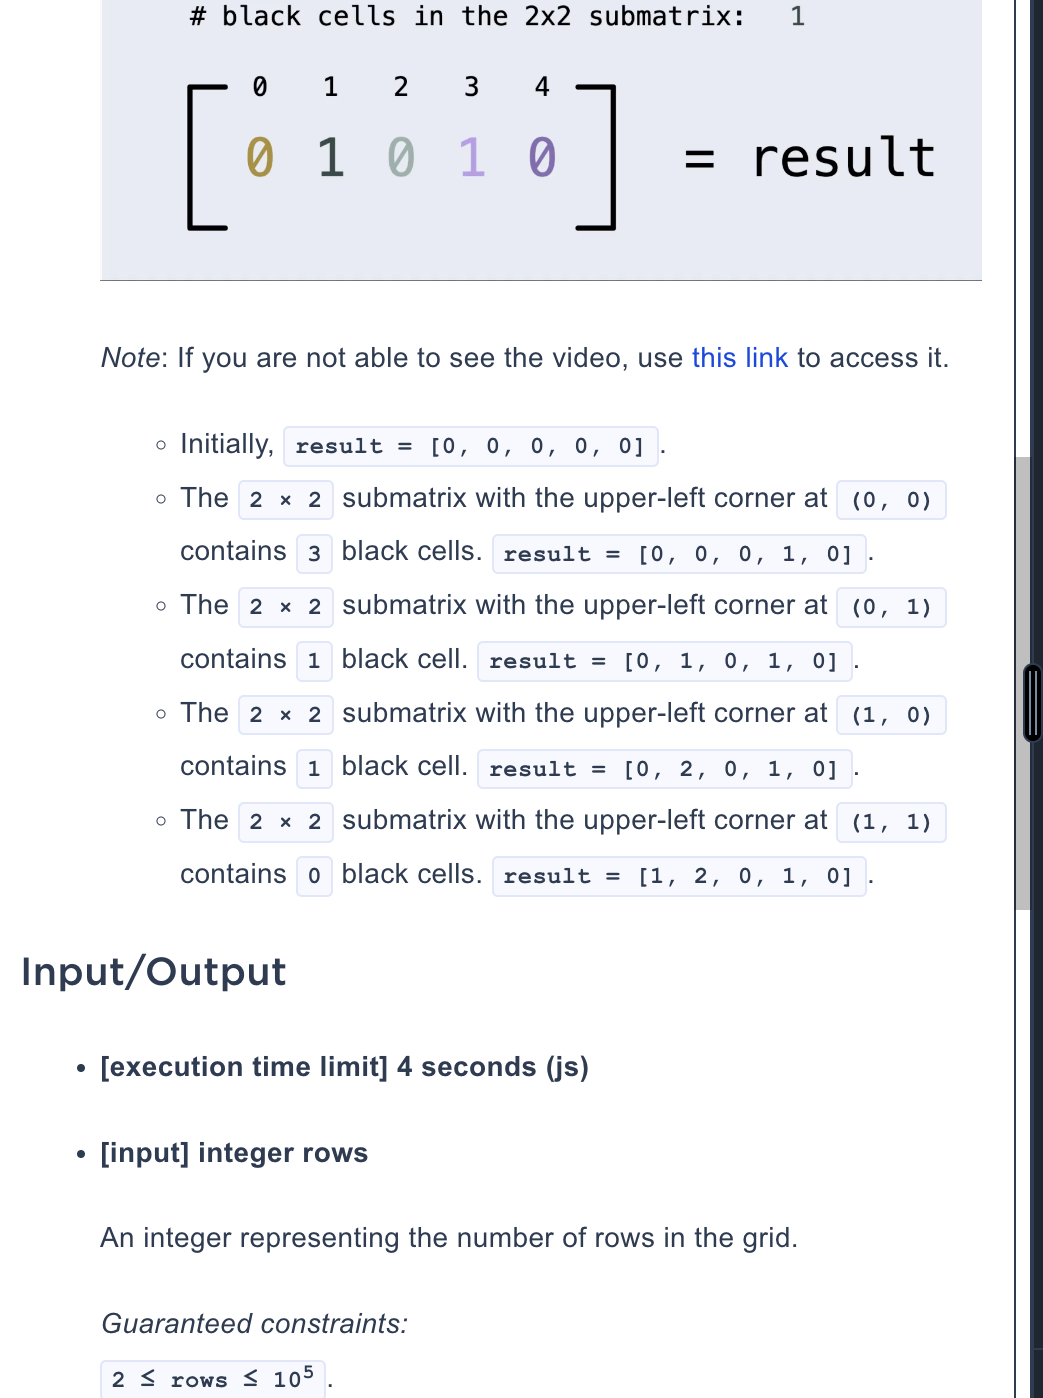 # black cells in the 2x2 submatrix: 1
0 1 2 3 4
0 1 0 1 0 = result
Note: If you are not able to see the video, use this link to access it.
Initially, result = [0, 0, 0, 0, 0].
The 2 × 2 submatrix with the upper-left corner at (0, 0)
contains 3 black cells. result = [0, 0, 0, 1, 0].
The 2 × 2 submatrix with the upper-left corner at (0, 1)
contains 1 black cell. result = [0, 1, 0, 1, 0].
The 2 × 2 submatrix with the upper-left corner at (1, 0)
contains 1 black cell. result = [0, 2, 0, 1, 0].
The 2 × 2 submatrix with the upper-left corner at (1, 1)
contains 0 black cells. result = [1, 2, 0, 1, 0].
Input/Output
• [execution time limit] 4 seconds (js)
• [input] integer rows
An integer representing the number of rows in the grid.
Guaranteed constraints:
2 ≤ rows ≤ 10⁵.